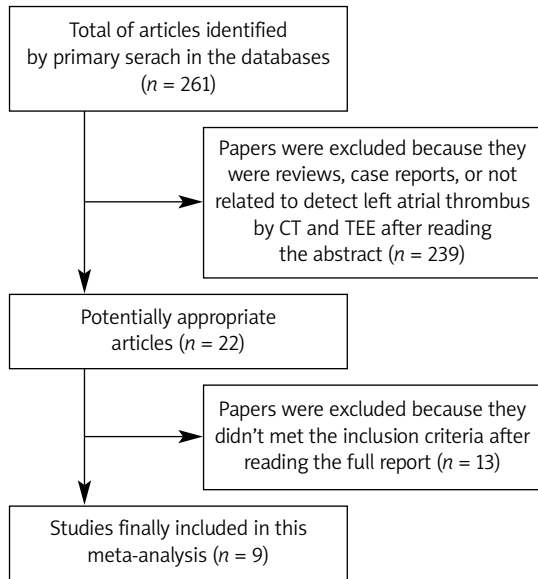 Total of articles identified
by primary serach in the databases
(n = 261)
Papers were excluded because they
were reviews, case reports, or not
related to detect left atrial thrombus
by CT and TEE after reading
the abstract (n = 239)
Potentially appropriate
articles (n = 22)
Papers were excluded because they
didn't met the inclusion criteria after
reading the full report (n = 13)
Studies finally included in this
meta-analysis (n = 9)